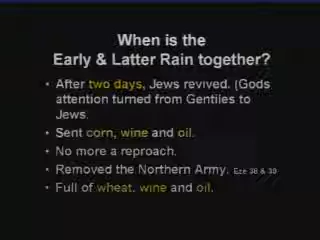 When is the
Early & Latter Rain together?
• After two days, Jews revived. (Gods
attention turned from Gentiles to
Jews.
• Sent corn, wine and oil.
• No more a reproach.
• Removed the Northern Army. Eze 38 & 39
• Full of wheat. wine and oil.